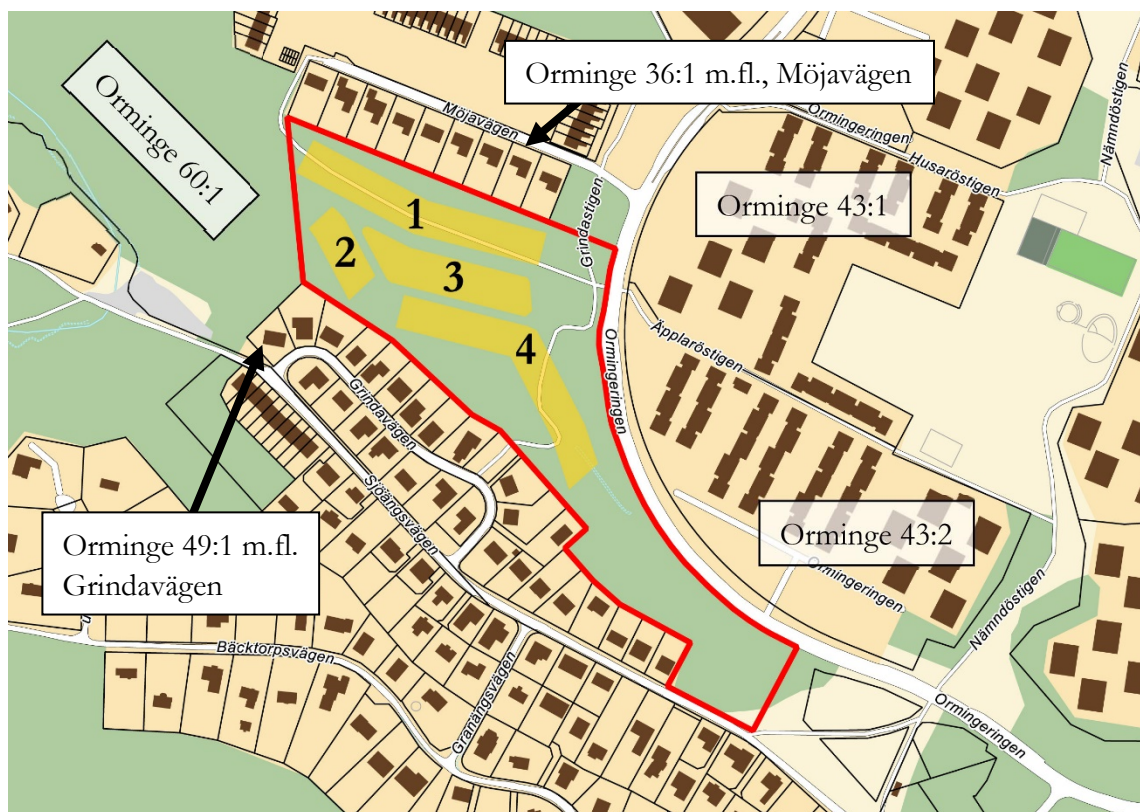 Orminge 36:1 m.fl., Möjavägen
Orminge 60:1
Möjavägen
Ormingeringen
Husaröstigen
Nämndöstigen
Grindastigen
Orminge 43:1
1
2
3
4
Äpplaröstigen
Ormingeringen
Grindavägen
Sjöängsvägen
Orminge 49:1 m.fl.
Grindavägen
Orminge 43:2
Ormingeringen
Nämndöstigen
Bäcktorpsvägen
Granängsvägen
Ormingeringen